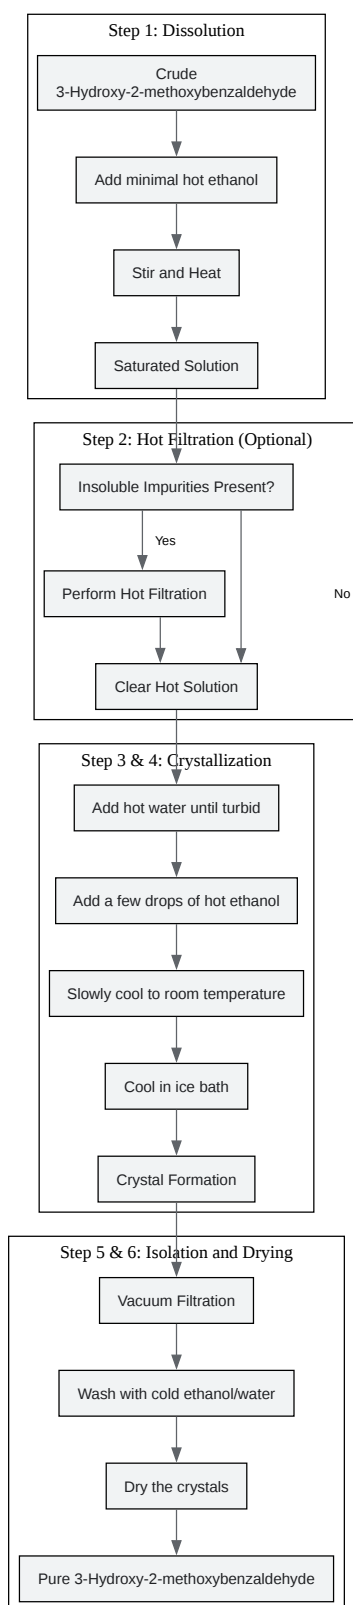 Step 1: Dissolution
Crude
3-Hydroxy-2-methoxybenzaldehyde
Add minimal hot ethanol
Stir and Heat
Saturated Solution
Step 2: Hot Filtration (Optional)
Insoluble Impurities Present?
Yes
Perform Hot Filtration
No
Clear Hot Solution
Step 3 & 4: Crystallization
Add hot water until turbid
Add a few drops of hot ethanol
Slowly cool to room temperature
Cool in ice bath
Crystal Formation
Step 5 & 6: Isolation and Drying
Vacuum Filtration
Wash with cold ethanol/water
Dry the crystals
Pure 3-Hydroxy-2-methoxybenzaldehyde